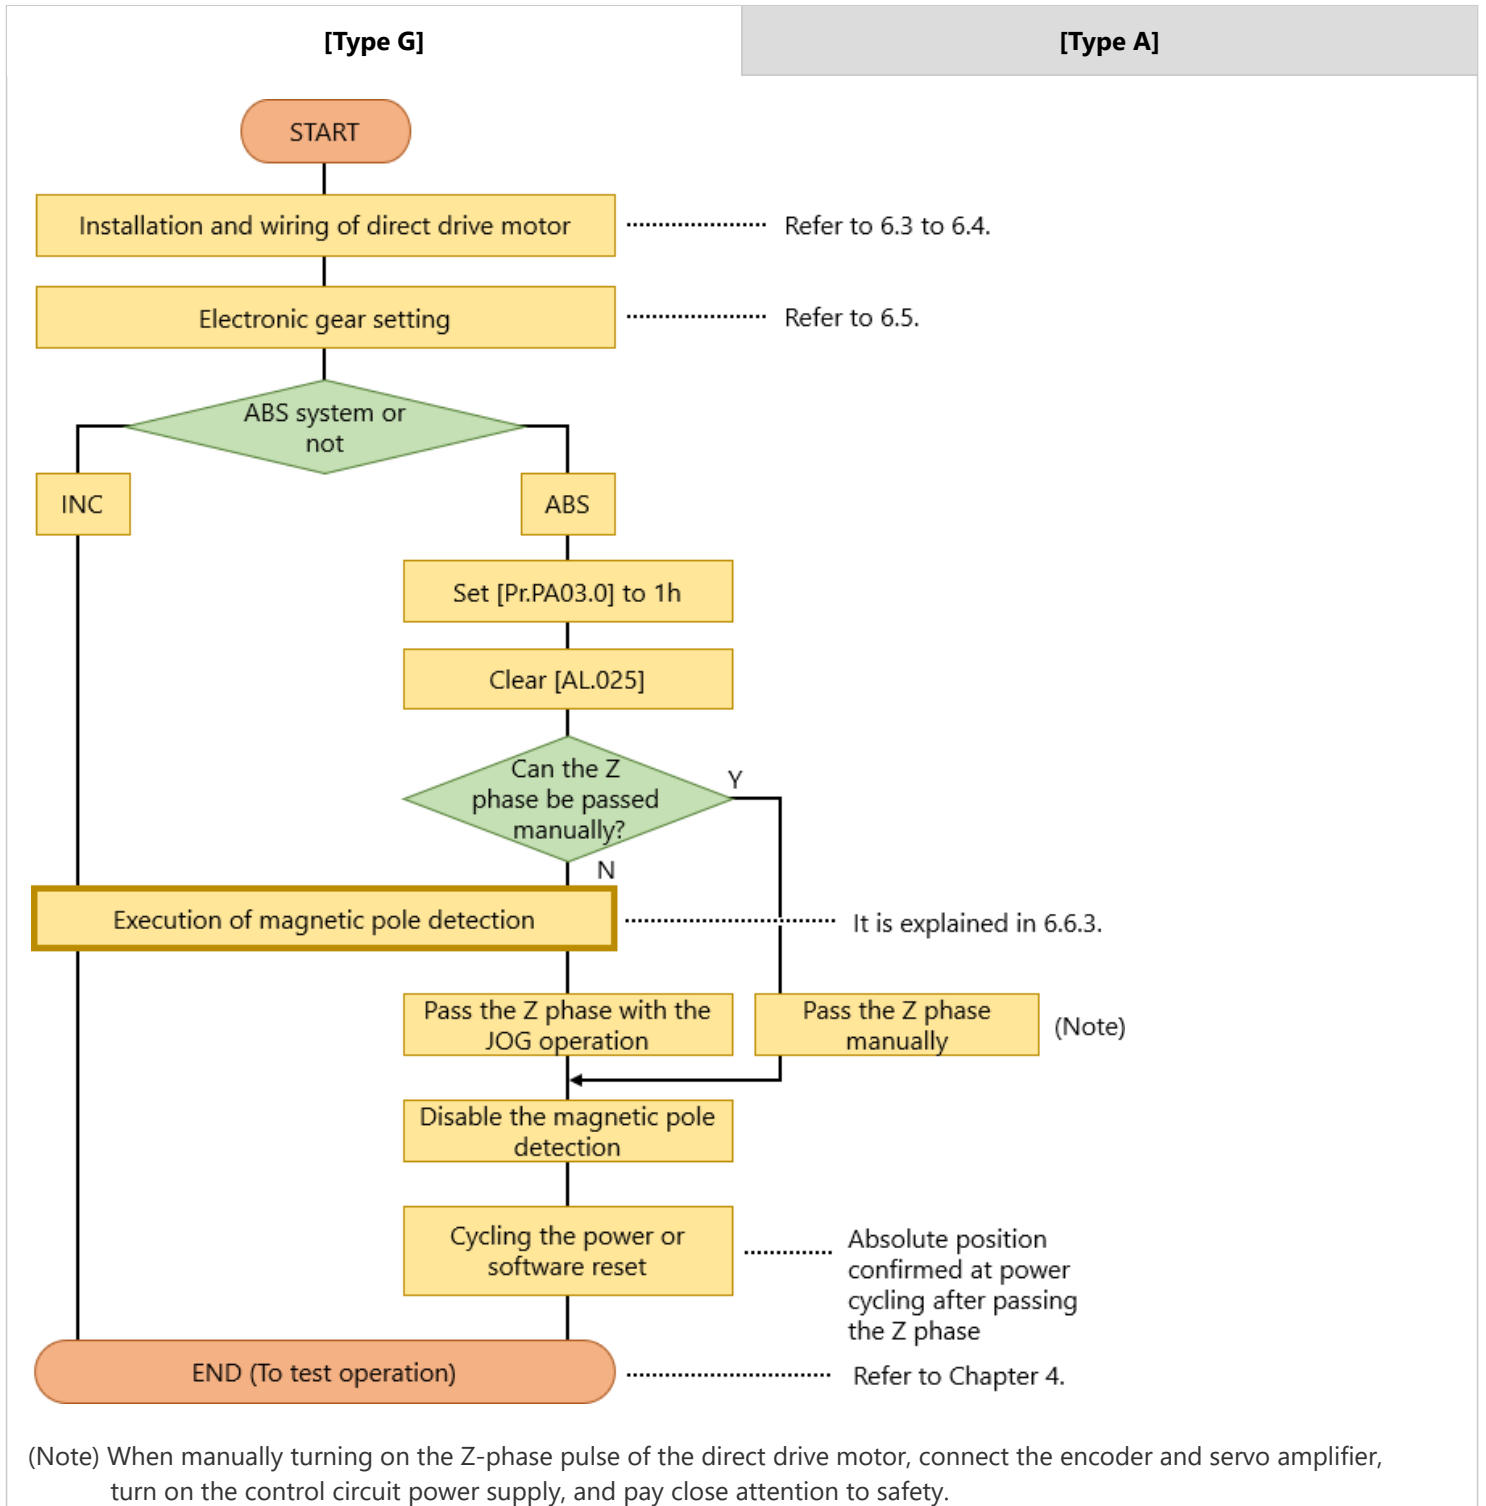 [Type G]
[Type A]
START
Installation and wiring of direct drive motor
Refer to 6.3 to 6.4.
Electronic gear setting
Refer to 6.5.
ABS system or
not
INC
ABS
Set [Pr.PA03.0] to 1h
Clear [AL.025]
Can the Z
phase be passed
manually?
Y
N
Execution of magnetic pole detection
It is explained in 6.6.3.
Pass the Z phase with the
JOG operation
Pass the Z phase
manually
(Note)
Disable the magnetic pole
detection
Cycling the power or
software reset
Absolute position
confirmed at power
cycling after passing
the Z phase
END (To test operation)
Refer to Chapter 4.
(Note) When manually turning on the Z-phase pulse of the direct drive motor, connect the encoder and servo amplifier,
turn on the control circuit power supply, and pay close attention to safety.